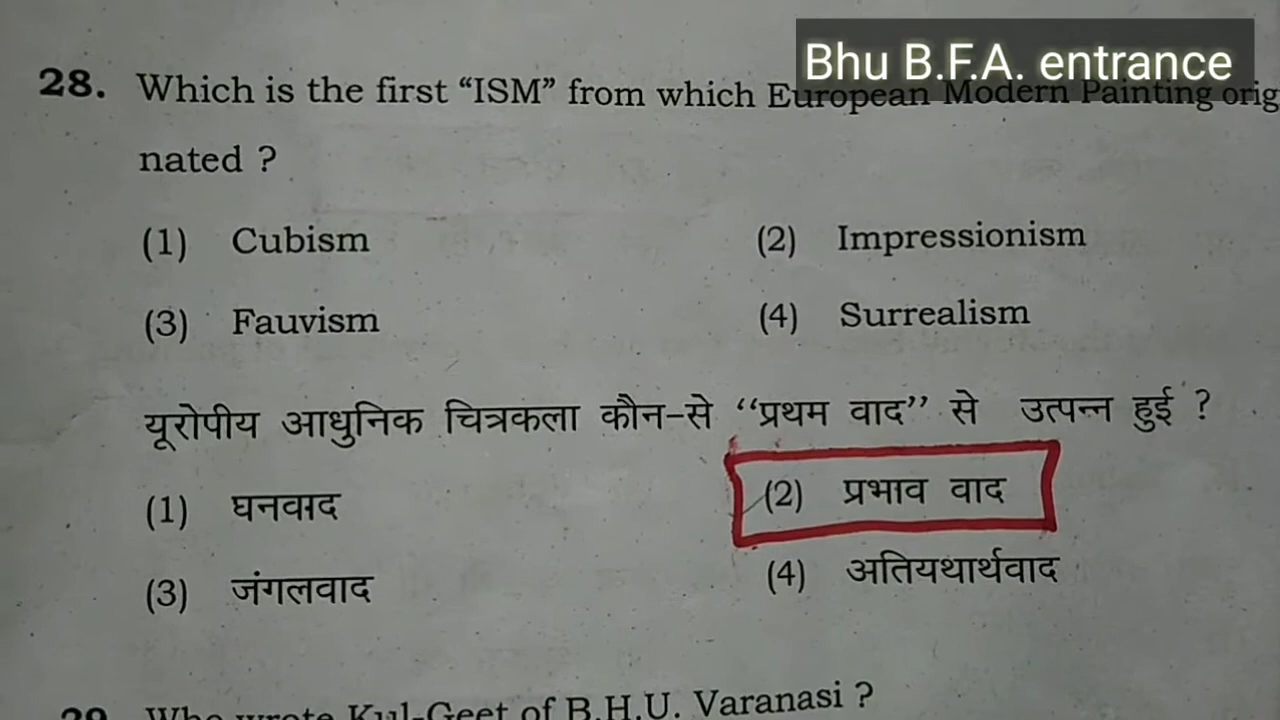 Bhu B.F.A. entrance
28. Which is the first “ISM” from which European Modern Painting orig
nated ?
(1) Cubism (2) Impressionism
(3) Fauvism (4) Surrealism
यूरोपीय आधुनिक चित्रकला कौन-से ‘‘प्रथम वाद’’ से उत्पन्न हुई ?
(1) घनवाद (2) प्रभाव वाद
(3) जंगलवाद (4) अतियथार्थवाद
29. Who wrote Kul-Geet of B.H.U. Varanasi ?